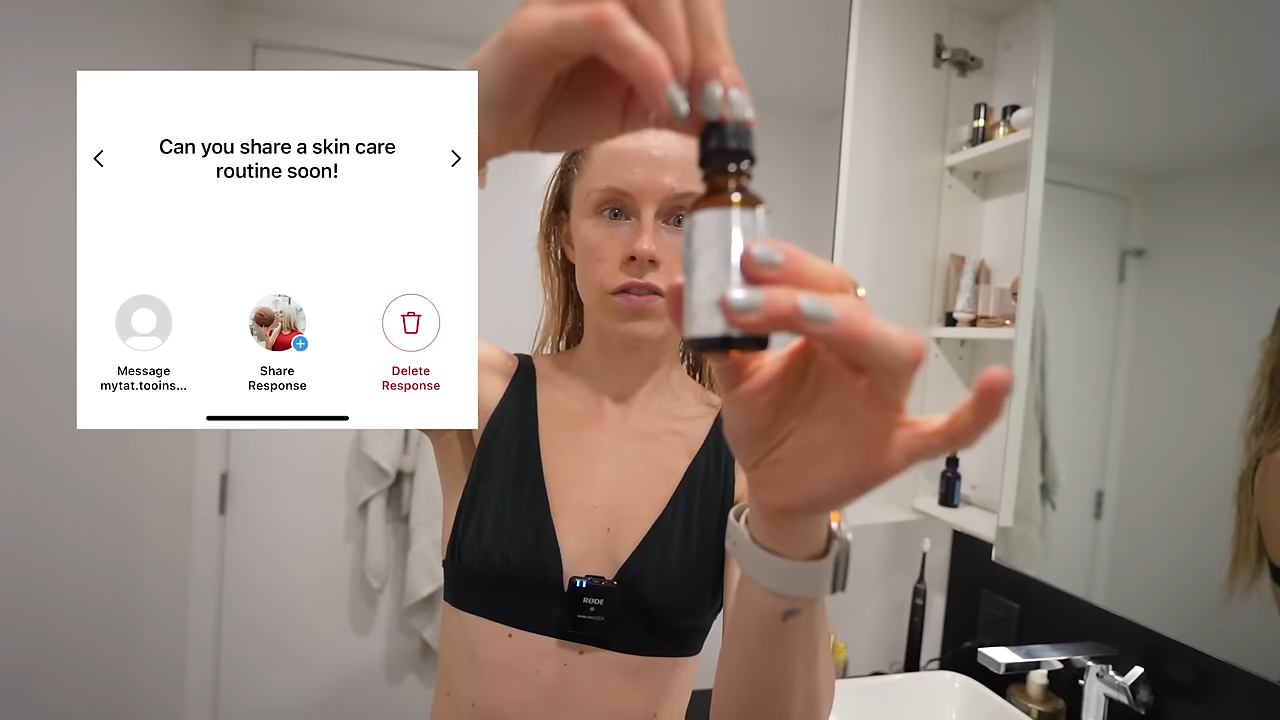 Can you share a skin care
routine soon!
Message
mytat.tooins...
Share
Response
Delete
Response
RØDE